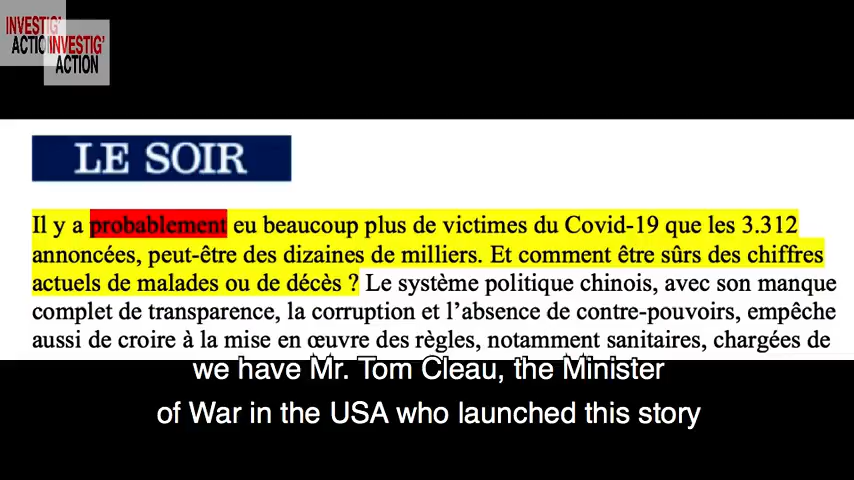 INVESTIG'
ACTION
INVESTIG'
ACTION
LE SOIR
Il y a probablement eu beaucoup plus de victimes du Covid-19 que les 3.312
annoncées, peut-être des dizaines de milliers. Et comment être sûrs des chiffres
actuels de malades ou de décès ? Le système politique chinois, avec son manque
complet de transparence, la corruption et l'absence de contre-pouvoirs, empêche
aussi de croire à la mise en œuvre des règles, notamment sanitaires, chargées de
we have Mr. Tom Cleau, the Minister
of War in the USA who launched this story